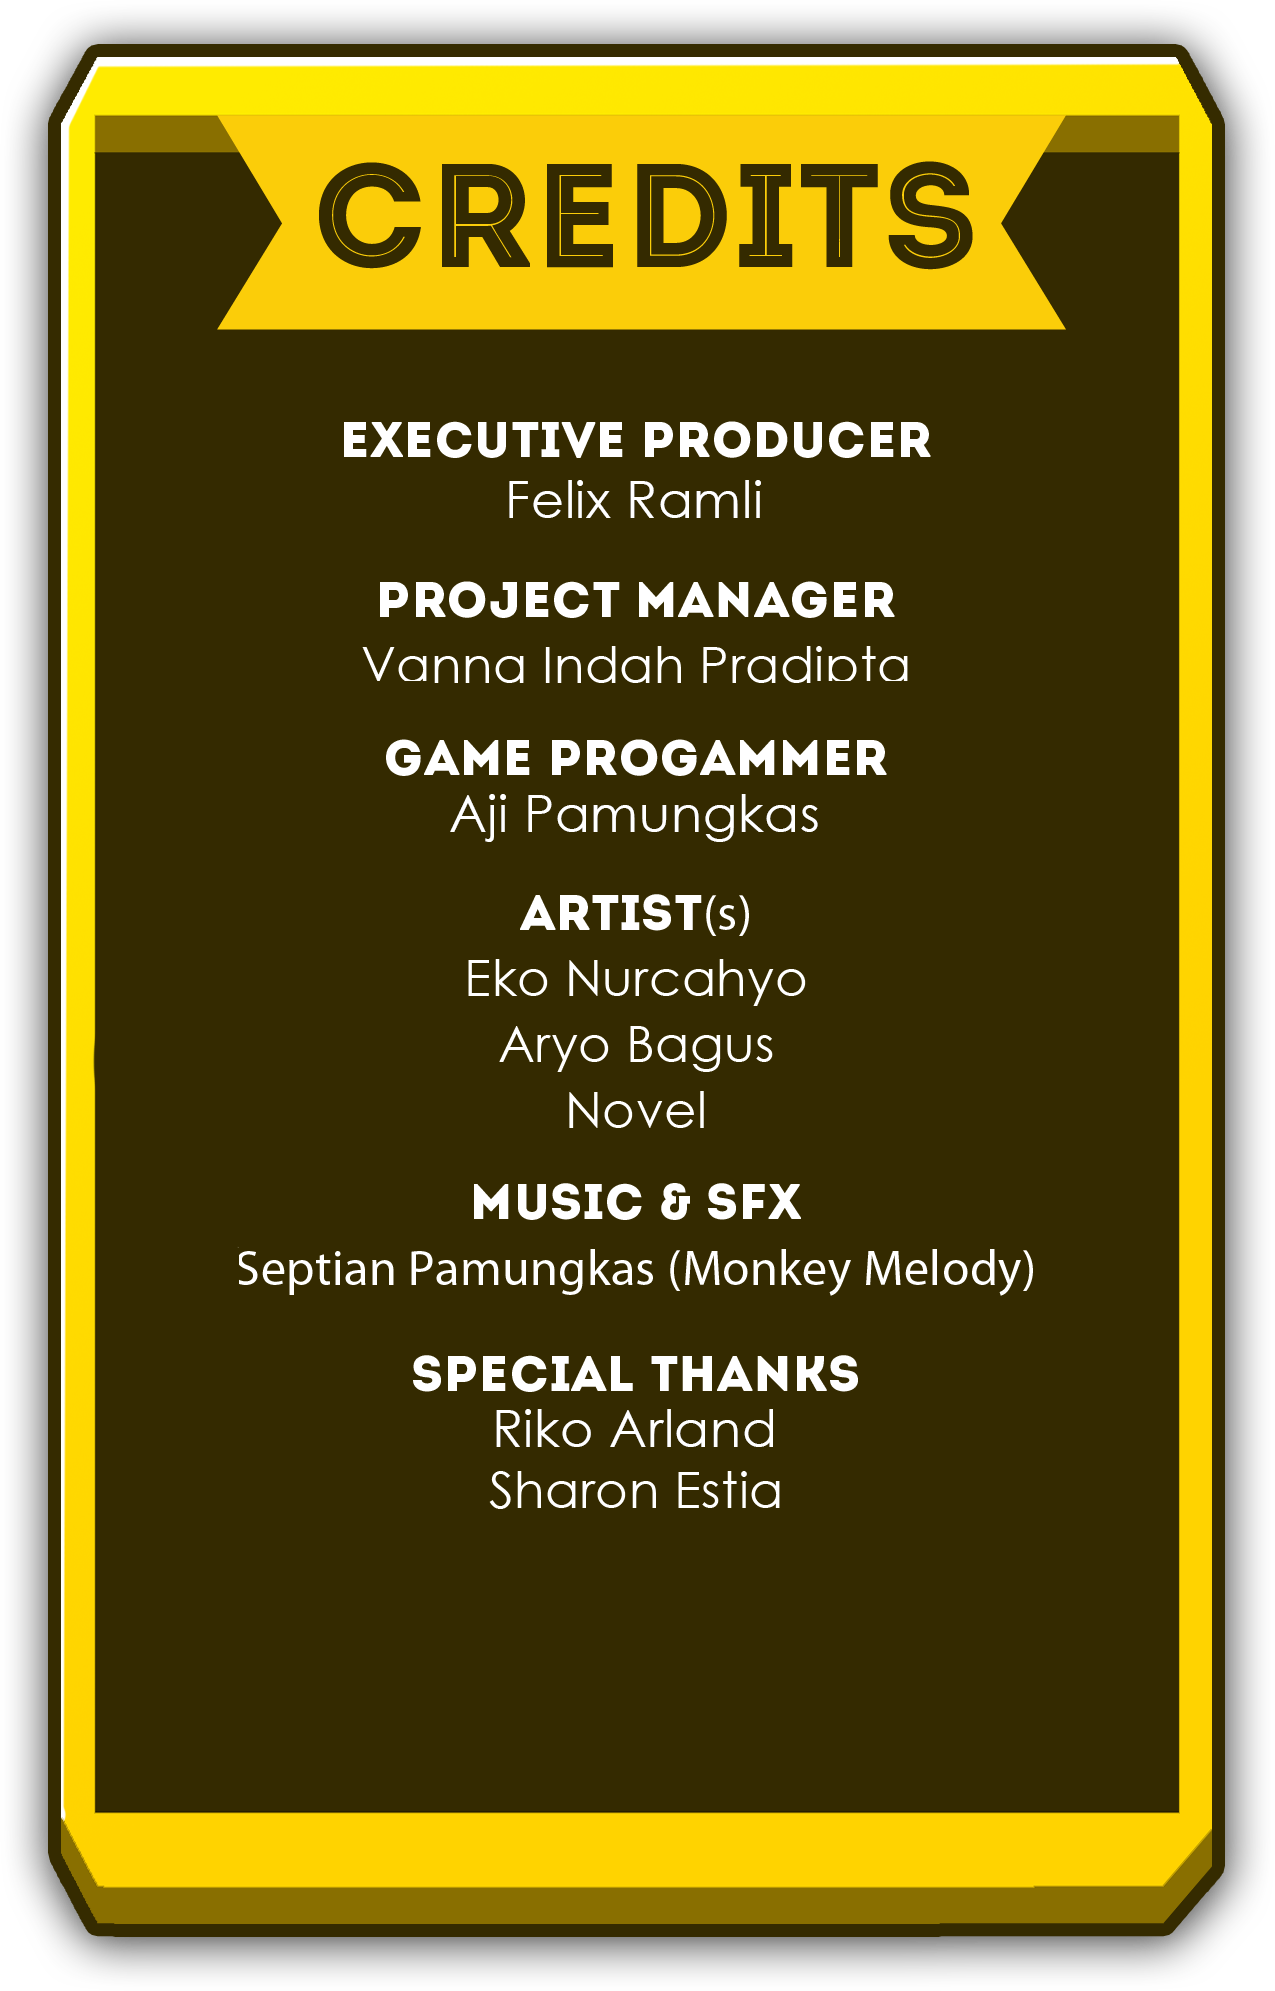 CREDITS
EXECUTIVE PRODUCER
Felix Ramli
PROJECT MANAGER
Vanna Indah Pradipta
GAME PROGAMMER
Aji Pamungkas
ARTIST(s)
Eko Nurcahyo
Aryo Bagus
Novel
MUSIC & SFX
Septian Pamungkas (Monkey Melody)
SPECIAL THANKS
Riko Arland
Sharon Estia